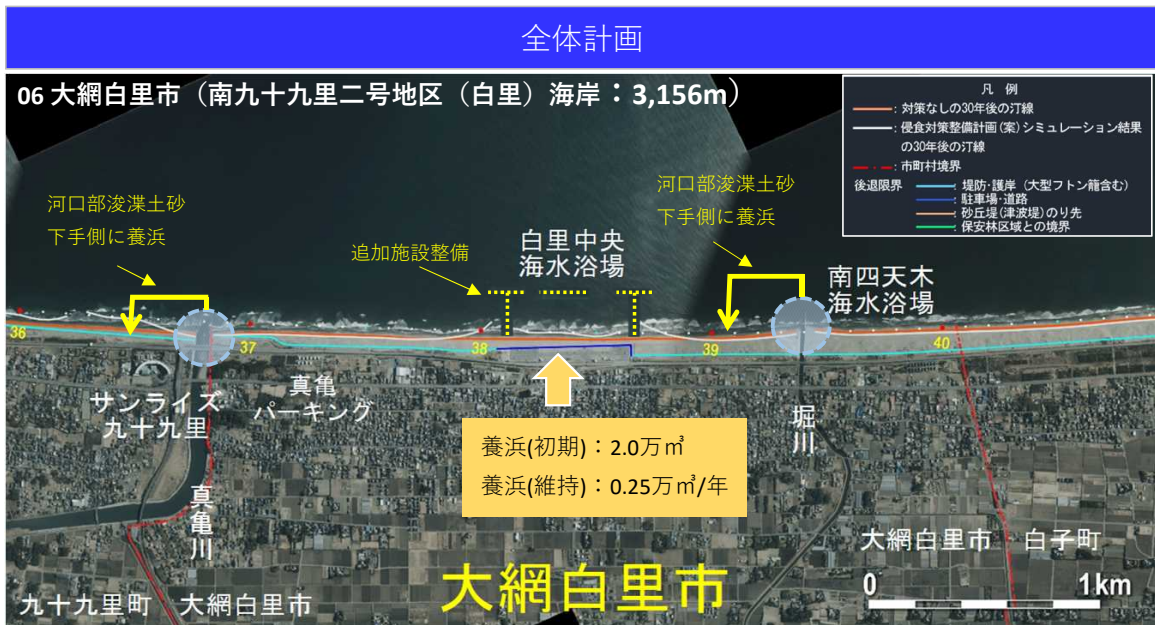 全体計画
06 大網白里市（南九十九里二号地区（白里）海岸：3,156m）
凡 例
：対策なしの30年後の汀線
：侵食対策整備計画(案)シミュレーション結果
の30年後の汀線
：市町村境界
後退限界
：堤防・護岸（大型フトン籠含む）
：駐車場・道路
：砂丘堤(津波堤)のり先
：保安林区域との境界
河口部浚渫土砂
下手側に養浜
追加施設整備
白里中央
海水浴場
河口部浚渫土砂
下手側に養浜
南四天木
海水浴場
36
37
38
39
40
サンライズ
九十九里
真亀
パーキング
真亀川
堀川
養浜(初期)：2.0万㎥
養浜(維持)：0.25万㎥/年
大網白里市
白子町
0
1km
九十九里町
大網白里市
大網白里市